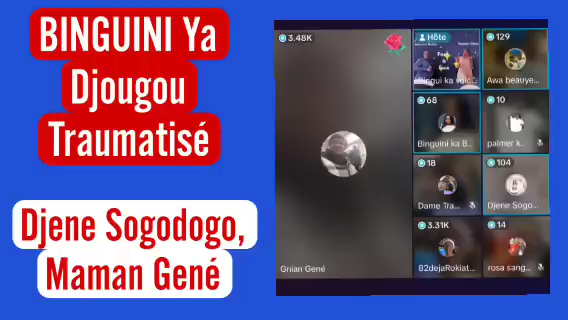 BINGUINI Ya
Djougou
Traumatisé
Djene Sogodogo,
Maman Gené
3.48K
Hôte
129
Awa beauye...
68
Binguini ka B...
10
palmer k...
18
Dame Tra...
104
Djene Sogo...
3.31K
82dejaRokiat...
14
rosa sang...
Gnian Gené